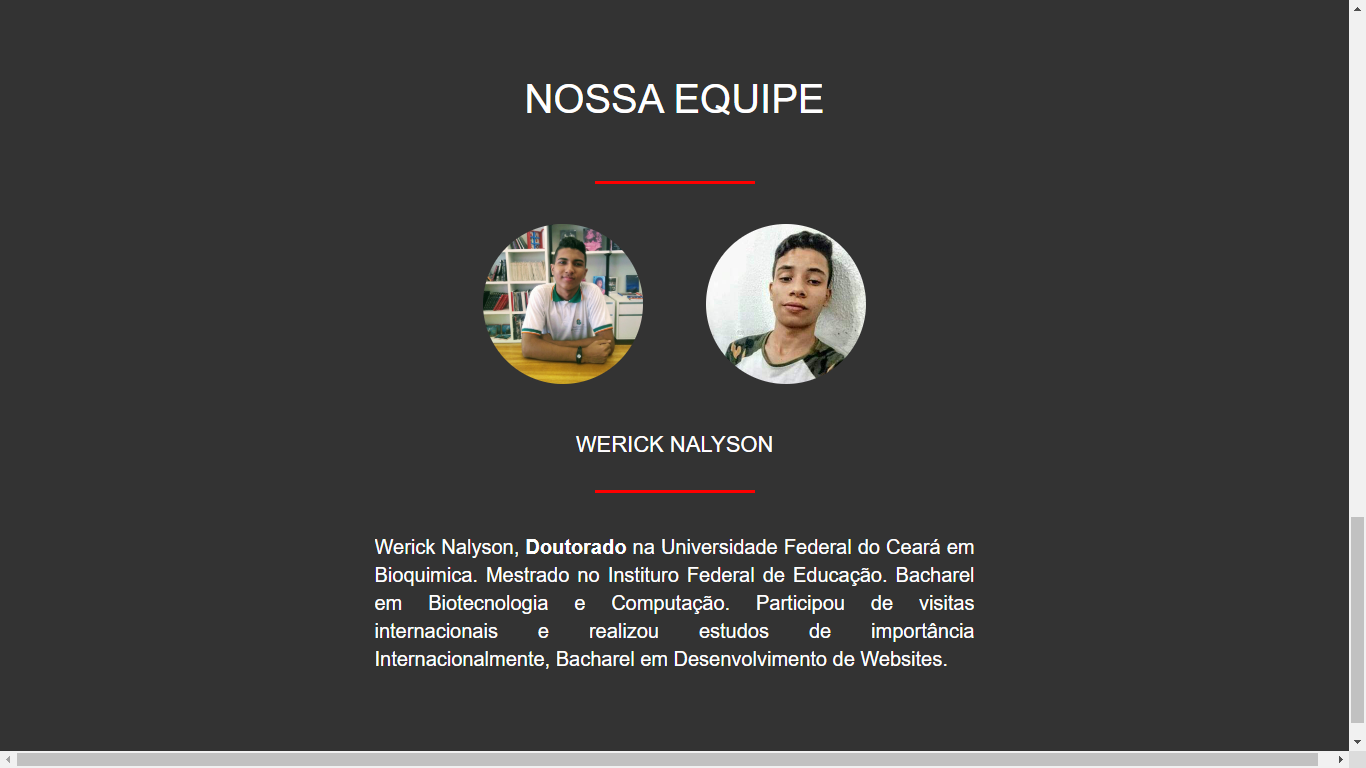 NOSSA EQUIPE
WERICK NALYSON
Werick Nalyson, Doutorado na Universidade Federal do Ceará em
Bioquimica. Mestrado no Instituro Federal de Educação. Bacharel
em Biotecnologia e Computação. Participou de visitas
internacionais e realizou estudos de importância
Internacionalmente, Bacharel em Desenvolvimento de Websites.